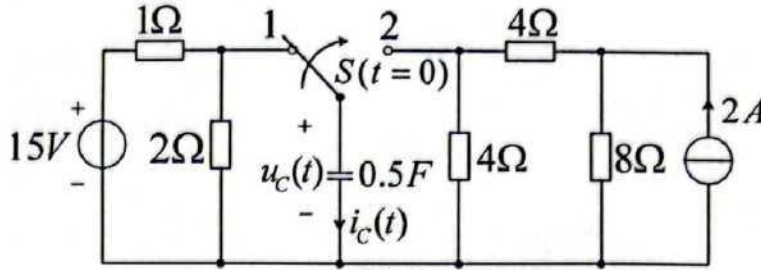 1Ω 1 2 4Ω
S(t = 0)
+ + 2A
15V 2Ω u_C(t) 0.5F 4Ω 8Ω
- - i_C(t)